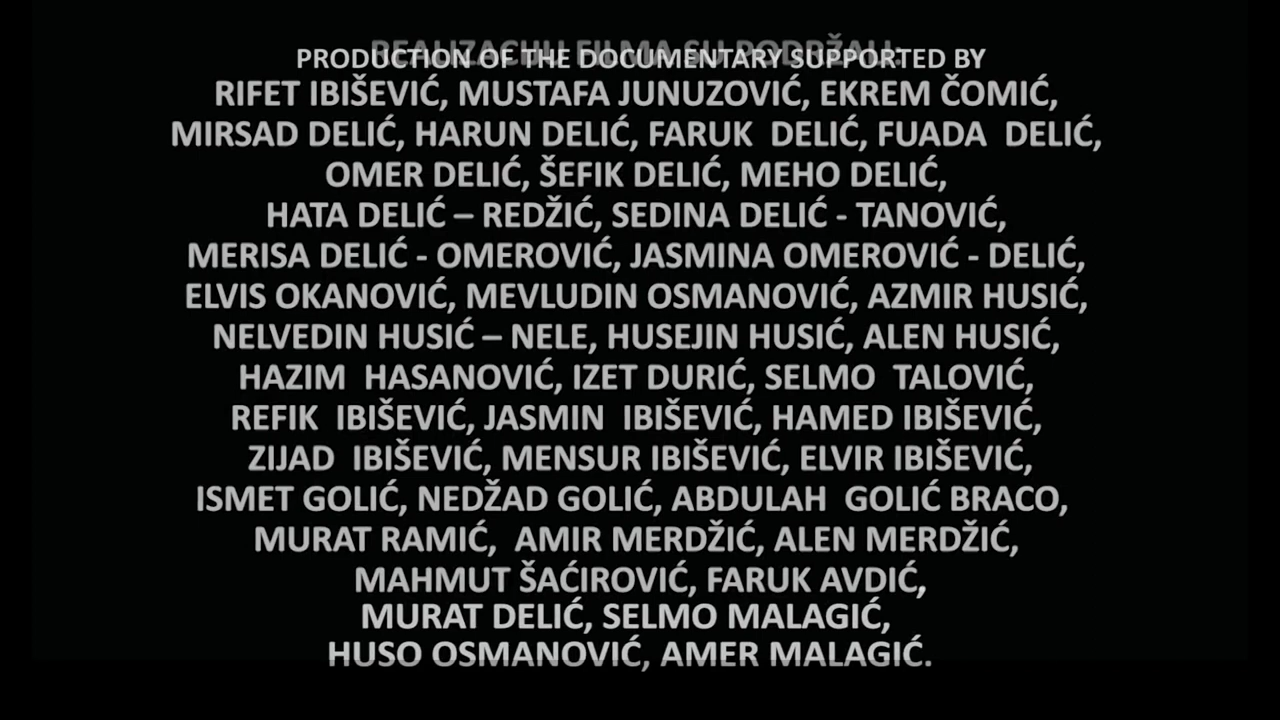 REALIZACIJU FILMA SU PODRŽALI:
PRODUCTION OF THE DOCUMENTARY SUPPORTED BY
RIFET IBIŠEVIĆ, MUSTAFA JUNUZOVIĆ, EKREM ČOMIĆ,
MIRSAD DELIĆ, HARUN DELIĆ, FARUK  DELIĆ, FUADA  DELIĆ,
OMER DELIĆ, ŠEFIK DELIĆ, MEHO DELIĆ,
HATA DELIĆ – REDŽIĆ, SEDINA DELIĆ - TANOVIĆ,
MERISA DELIĆ - OMEROVIĆ, JASMINA OMEROVIĆ - DELIĆ,
ELVIS OKANOVIĆ, MEVLUDIN OSMANOVIĆ, AZMIR HUSIĆ,
NELVEDIN HUSIĆ – NELE, HUSEJIN HUSIĆ, ALEN HUSIĆ,
HAZIM  HASANOVIĆ, IZET DURIĆ, SELMO  TALOVIĆ,
REFIK  IBIŠEVIĆ, JASMIN  IBIŠEVIĆ, HAMED IBIŠEVIĆ,
ZIJAD  IBIŠEVIĆ, MENSUR IBIŠEVIĆ, ELVIR IBIŠEVIĆ,
ISMET GOLIĆ, NEDŽAD GOLIĆ, ABDULAH  GOLIĆ BRACO,
MURAT RAMIĆ,  AMIR MERDŽIĆ, ALEN MERDŽIĆ,
MAHMUT ŠAĆIROVIĆ, FARUK AVDIĆ,
MURAT DELIĆ, SELMO MALAGIĆ,
HUSO OSMANOVIĆ, AMER MALAGIĆ.